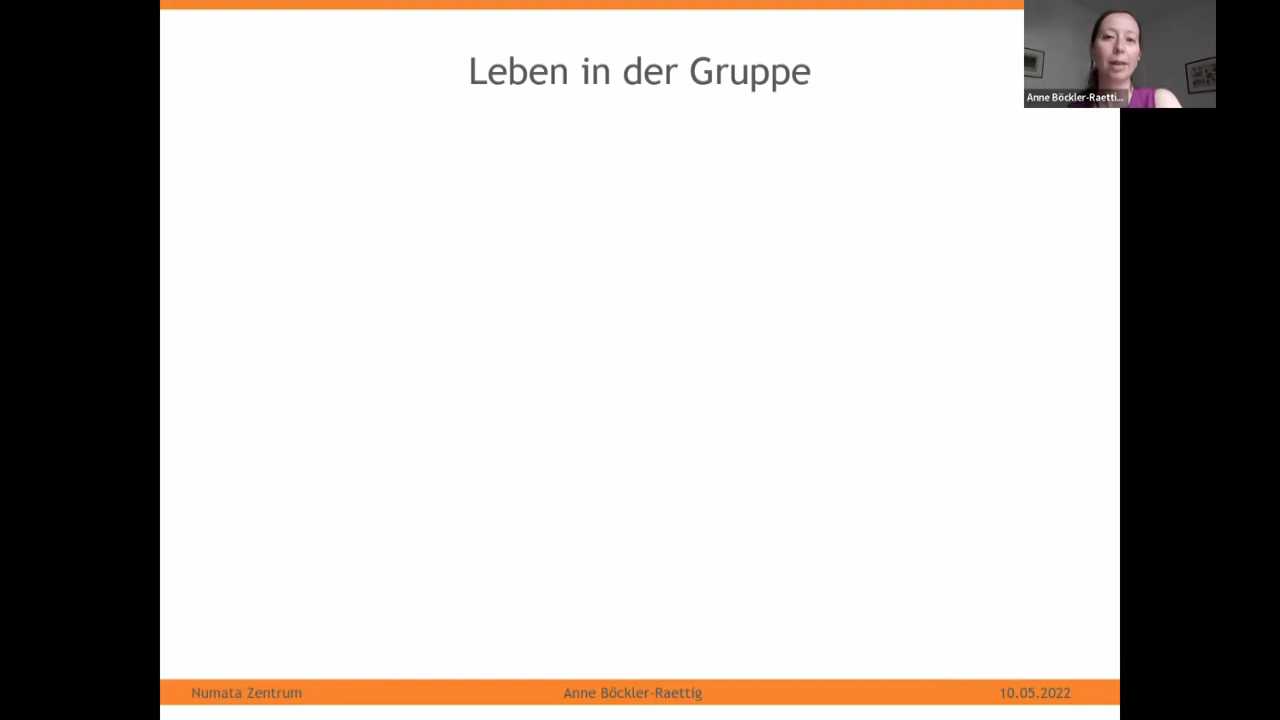 Leben in der Gruppe
Anne Böckler-Raetti...
Numata Zentrum
Anne Böckler-Raettig
10.05.2022